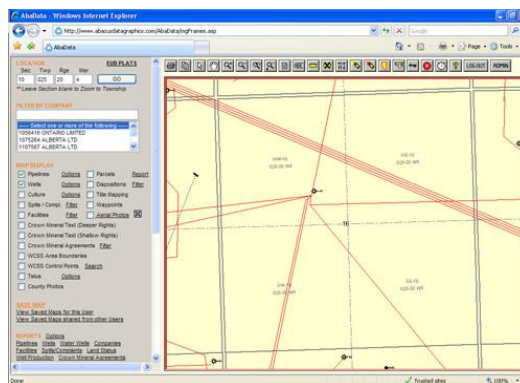 AbaData - Windows Internet Explorer
http://www.abacusdatagraphics.com/AbaData/mgFrames.asp
Google
AbaData
Page
Tools
LOCATION
SUB PLATS
Sec Twp Rge Mer
10 025 28 4 GO
** Leave Section blank to Zoom to Township
FILTER BY COMPANY
----- Select one or more of the following -----
1058416 ONTARIO LIMITED
1075264 ALBERTA LTD.
1107567 ALBERTA LTD.
MAP DISPLAY
Pipelines Options Parcels Report
Wells Options Dispositions Filter
Culture Options Title Mapping
Spills / Compl. Filter Waypoints
Facilities Filter Aerial Photos
Crown Mineral Text (Deeper Rights)
Crown Mineral Text (Shallow Rights)
Crown Mineral Agreements Filter
WCSS Area Boundaries
WCSS Control Points Search
Telus Options
County Photos
SAVE MAP
View Saved Maps for this User
View Saved Maps shared from other Users
REPORTS Options
Pipelines Wells Water Wells Companies
Facilities Spills/Complaints Land Status
Well Production Crown Mineral Agreements
LOG-OUT
ADMIN
10
Done
Trusted sites
100%